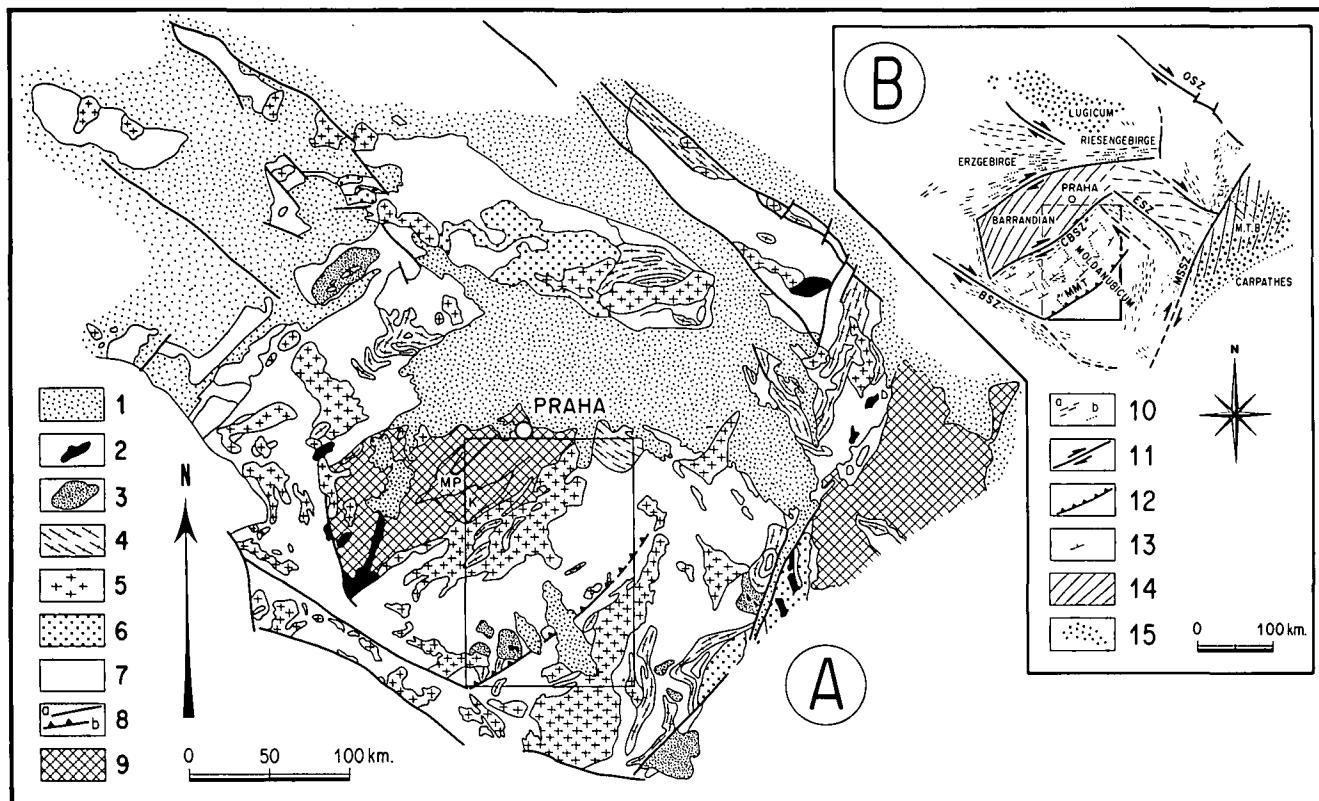 B
OSZ
LUGICUM
RIESENGEBIRGE
ERZGEBIRGE
PRAHA
ESZ
BARRANDIAN
CBSZ
M.T.B.
MOLDANUBICUM
MSSZ
CARPATHES
BSZ
MMT
N
a b 10
11
12
13
14
15
0 100 km.
PRAHA
MP
K
D
A
1
2
3
4
5
6
7
a b 8
9
N
0 50 100 km.